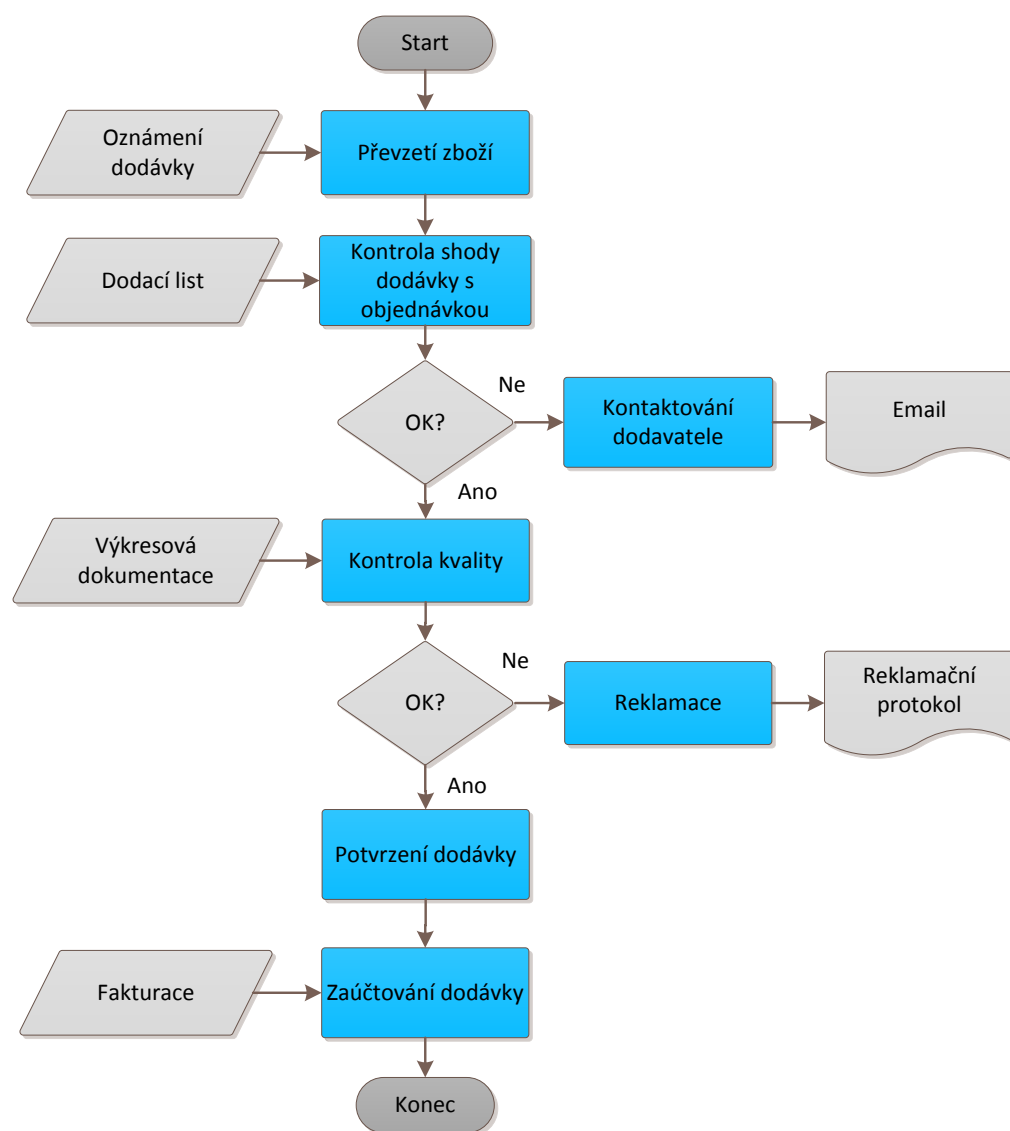 Start
Oznámení
dodávky
Převzetí zboží
Dodací list
Kontrola shody
dodávky s
objednávkou
OK?
Ne
Kontaktování
dodavatele
Email
Ano
Výkresová
dokumentace
Kontrola kvality
OK?
Ne
Reklamace
Reklamační
protokol
Ano
Potvrzení dodávky
Fakturace
Zaúčtování dodávky
Konec